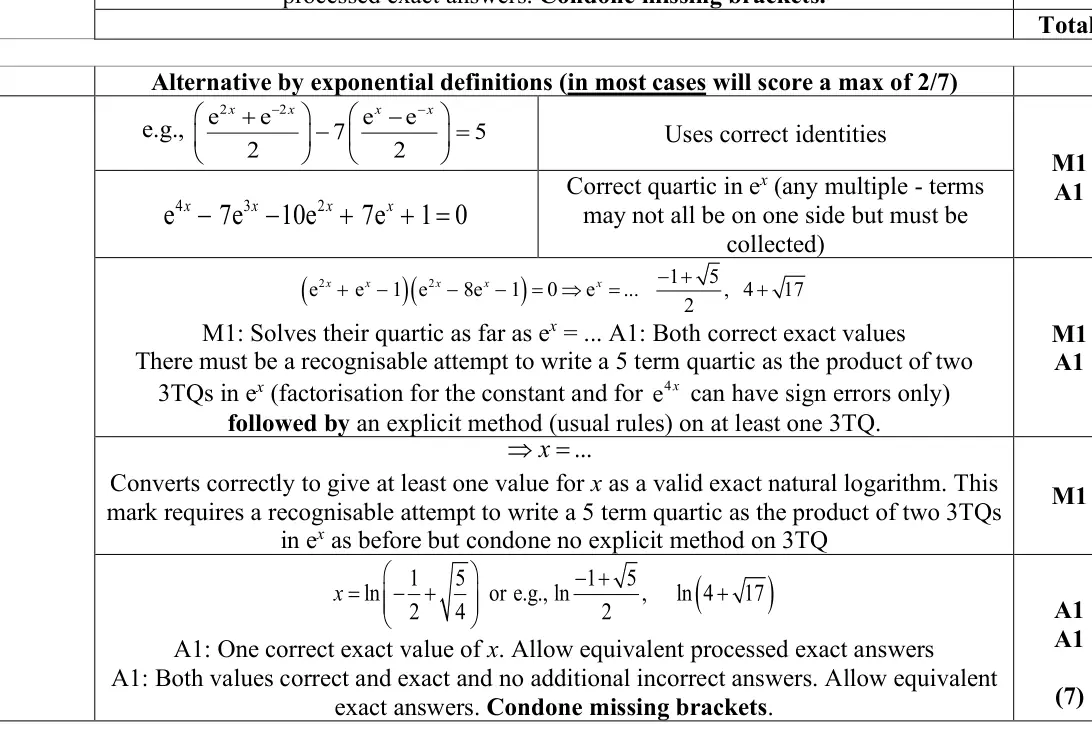 processed exact answers. Condone missing brackets.
Total
Alternative by exponential definitions (in most cases will score a max of 2/7)
e.g., ((e^{2x} + e^{-2x})/2) − 7((e^x − e^{-x})/2) = 5
Uses correct identities
M1
A1
e^{4x} − 7e^{3x} − 10e^{2x} + 7e^x + 1 = 0
Correct quartic in e^x (any multiple - terms
may not all be on one side but must be
collected)
(e^{2x} + e^x − 1)(e^{2x} − 8e^x − 1) = 0 ⇒ e^x = ... (−1+√5)/2, 4+√17
M1: Solves their quartic as far as e^x = ... A1: Both correct exact values
There must be a recognisable attempt to write a 5 term quartic as the product of two
3TQs in e^x (factorisation for the constant and for e^{4x} can have sign errors only)
followed by an explicit method (usual rules) on at least one 3TQ.
M1
A1
⇒ x = ...
Converts correctly to give at least one value for x as a valid exact natural logarithm. This
mark requires a recognisable attempt to write a 5 term quartic as the product of two 3TQs
in e^x as before but condone no explicit method on 3TQ
M1
x = ln(−1/2 + √(5/4)) or e.g., ln (−1+√5)/2, ln(4+√17)
A1: One correct exact value of x. Allow equivalent processed exact answers
A1: Both values correct and exact and no additional incorrect answers. Allow equivalent
exact answers. Condone missing brackets.
A1
A1
(7)